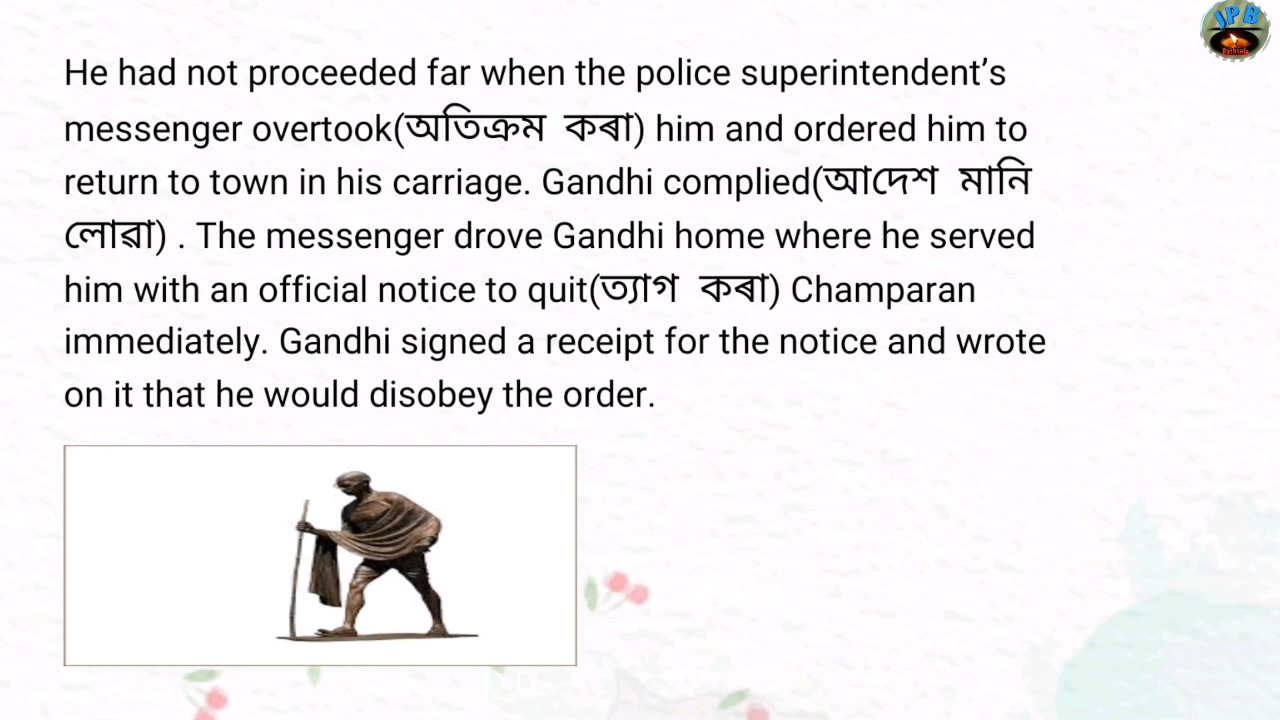 JPB
Pathsala
He had not proceeded far when the police superintendent’s
messenger overtook(অতিক্ৰম কৰা) him and ordered him to
return to town in his carriage. Gandhi complied(আদেশ মানি
লোৱা) . The messenger drove Gandhi home where he served
him with an official notice to quit(ত্যাগ কৰা) Champaran
immediately. Gandhi signed a receipt for the notice and wrote
on it that he would disobey the order.